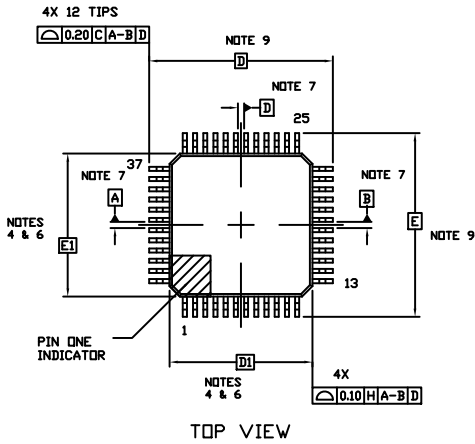 4X 12 TIPS
⌓ 0.20 C A-B D
NOTE 9
D
NOTE 7
D
25
37
NOTE 7
NOTE 7
A
B
NOTES
4 & 6
E1
E
NOTE 9
13
1
PIN ONE
INDICATOR
D1
NOTES
4 & 6
4X
⌓ 0.10 H A-B D
TOP VIEW